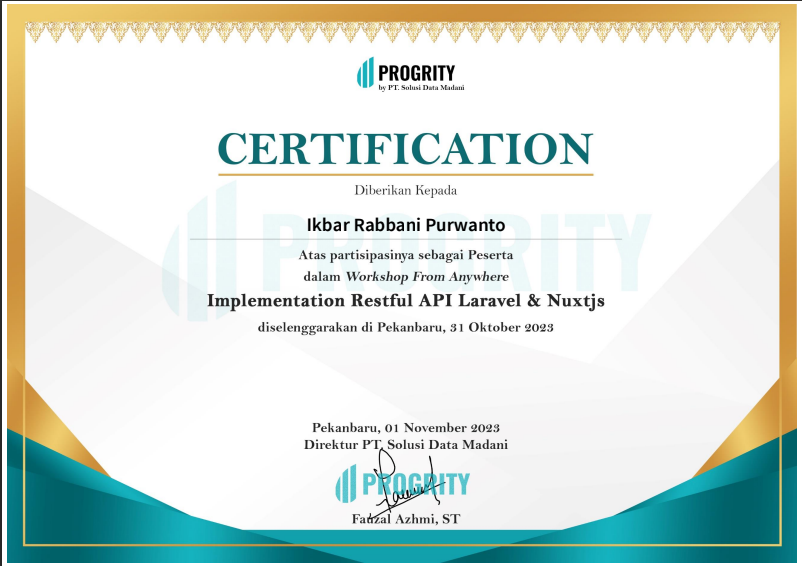 PROGRITY
by PT. Solusi Data Madani
CERTIFICATION
Diberikan Kepada
PROGRITY
Ikbar Rabbani Purwanto
Atas partisipasinya sebagai Peserta
dalam Workshop From Anywhere
Implementation Restful API Laravel & Nuxtjs
diselenggarakan di Pekanbaru, 31 Oktober 2023
Pekanbaru, 01 November 2023
Direktur PT. Solusi Data Madani
PROGRITY
Fauzal Azhmi, ST